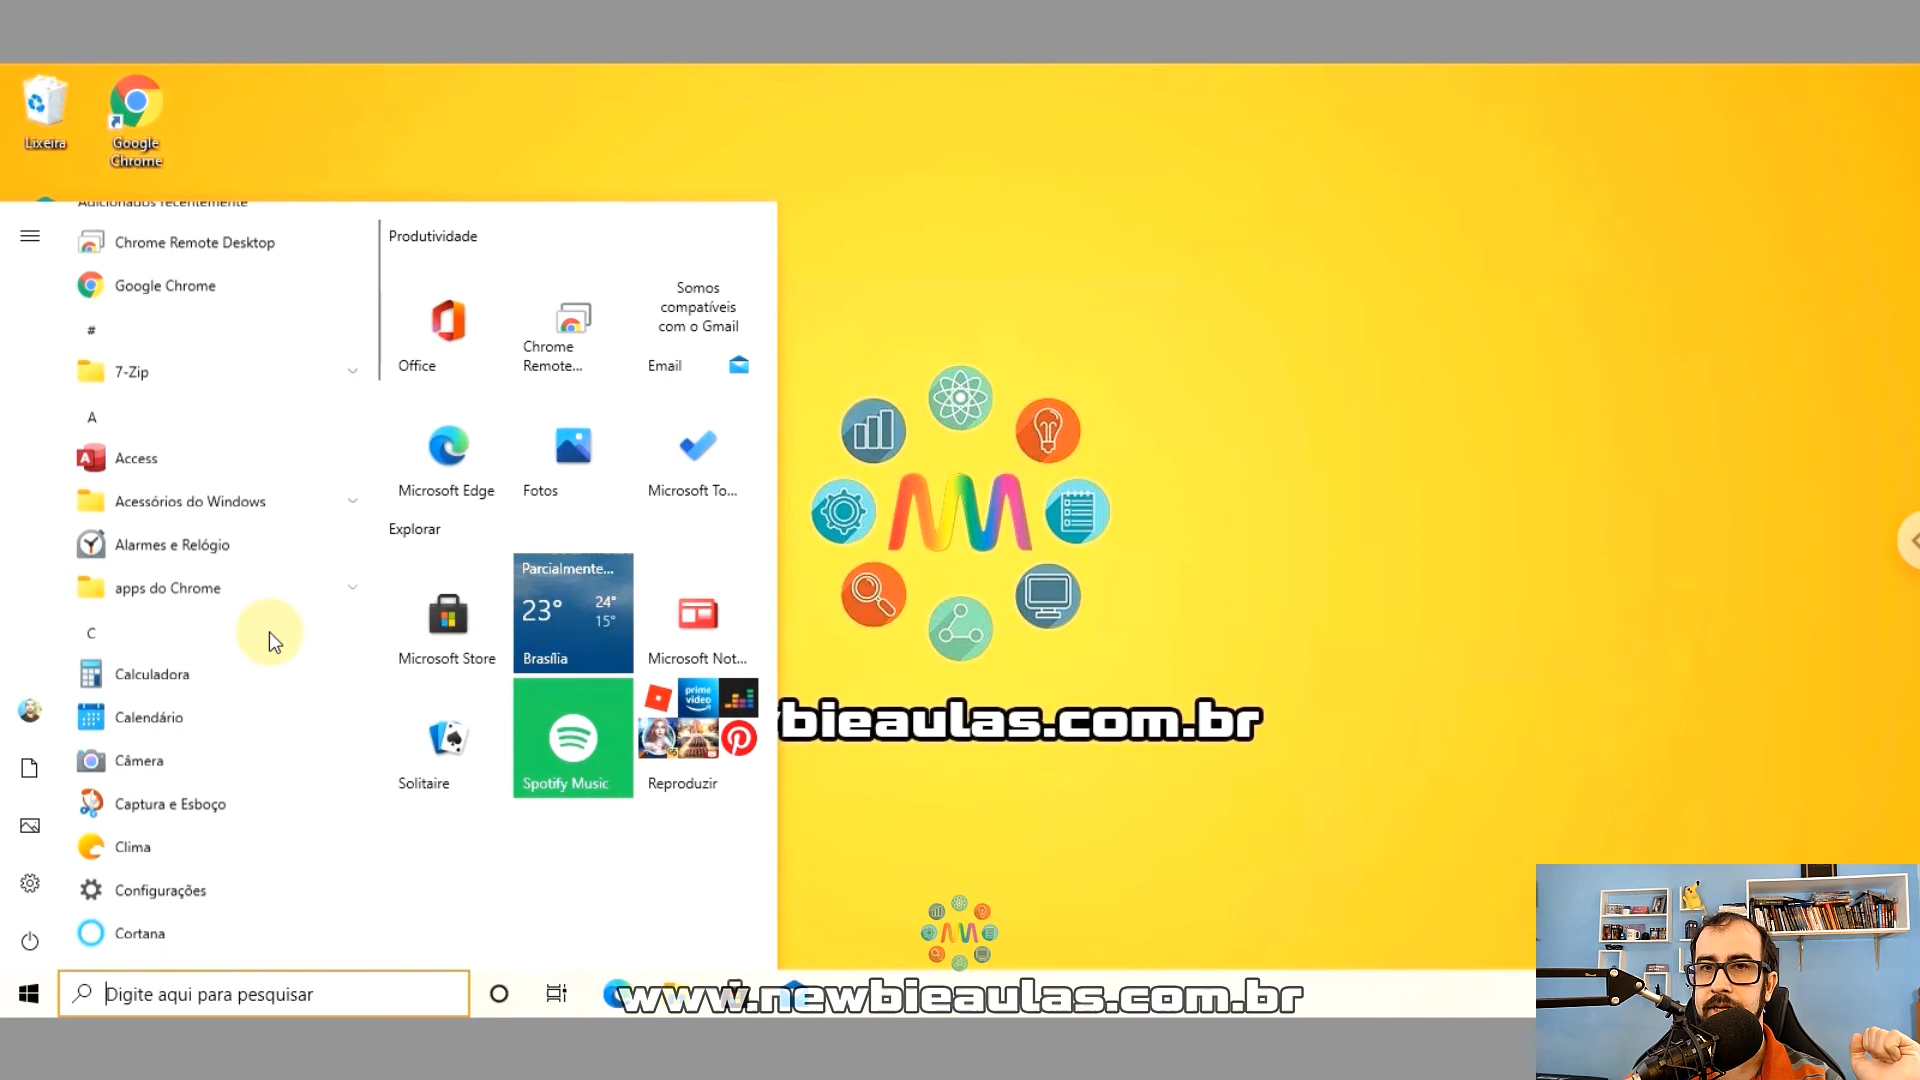 Lixeira
Google
Chrome
Adicionados recentemente
Chrome Remote Desktop
Google Chrome
#
7-Zip
A
Access
Acessórios do Windows
Alarmes e Relógio
apps do Chrome
C
Calculadora
Calendário
Câmera
Captura e Esboço
Clima
Configurações
Cortana
Produtividade
Office
Chrome
Remote...
Somos
compatíveis
com o Gmail
Email
Microsoft Edge
Fotos
Microsoft To...
Explorar
Microsoft Store
Parcialmente...
23°
24°
15°
Brasília
Microsoft Not...
Solitaire
Spotify Music
prime
video
Reproduzir
bieaulas.com.br
Digite aqui para pesquisar
www.newbieaulas.com.br